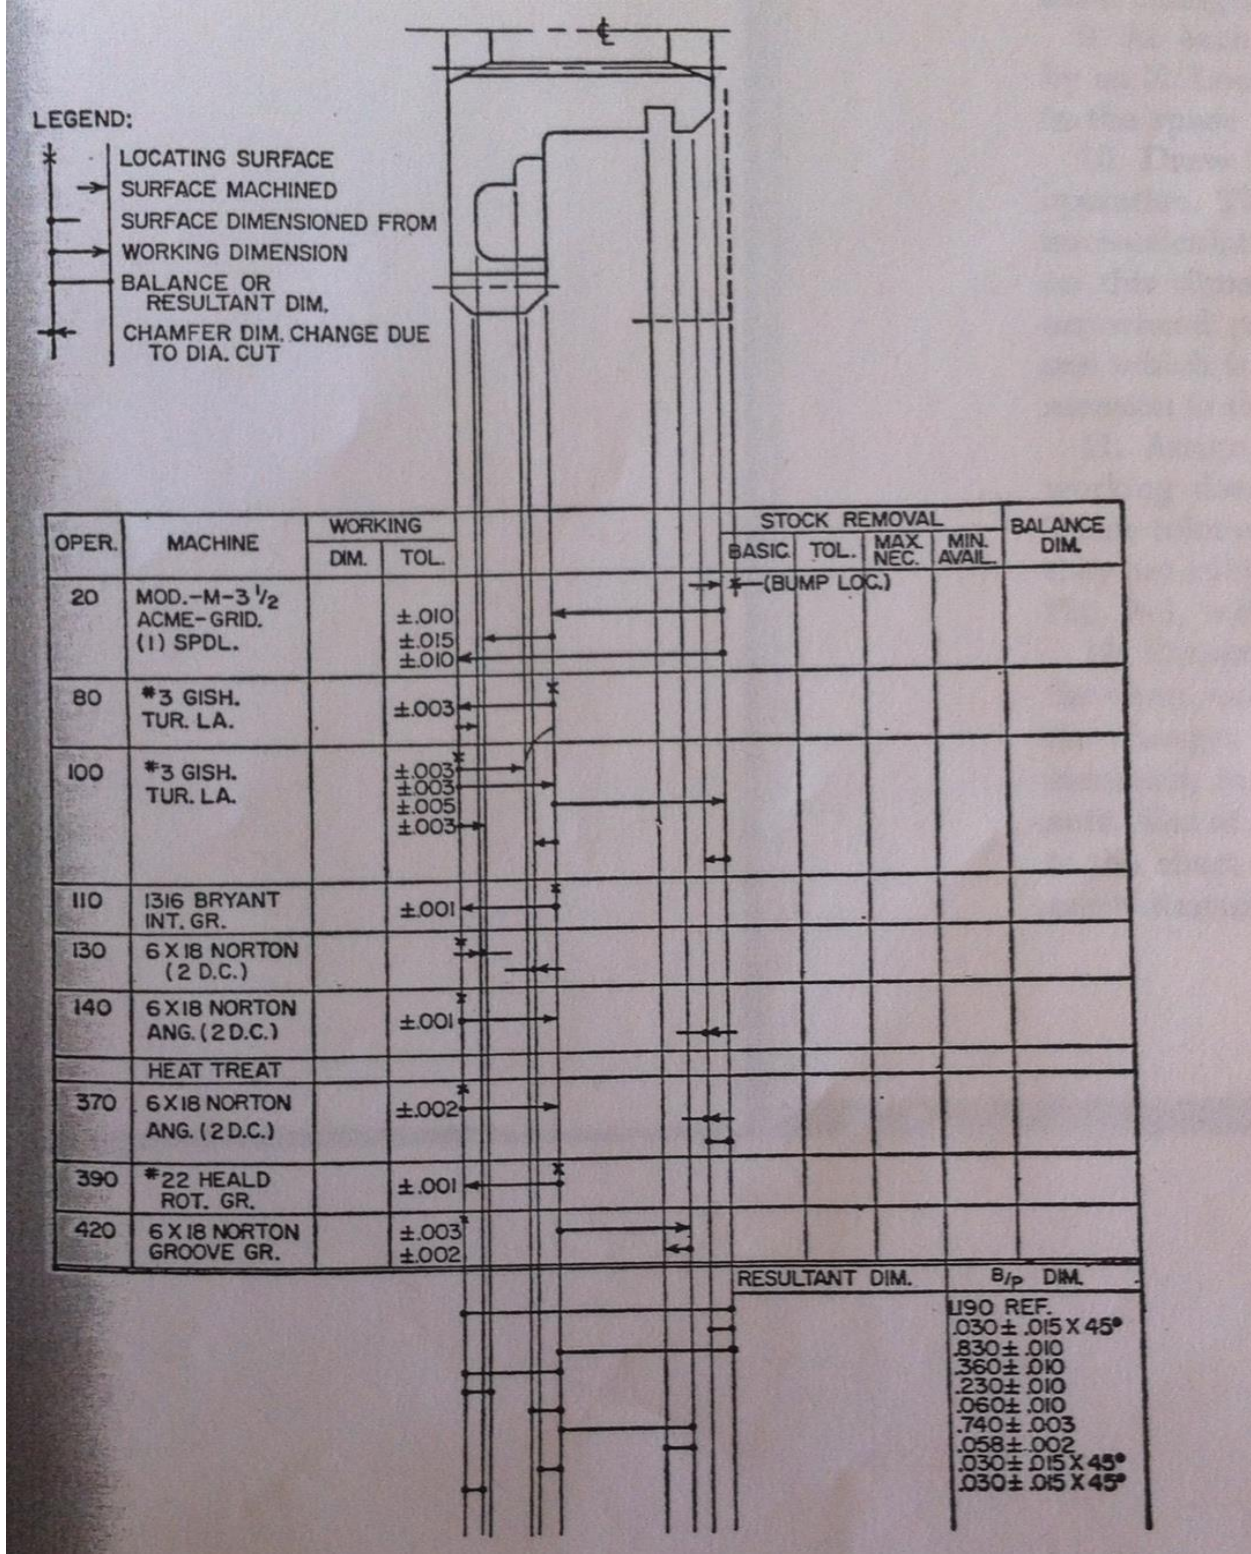 ℄
LEGEND:
LOCATING SURFACE
SURFACE MACHINED
SURFACE DIMENSIONED FROM
WORKING DIMENSION
BALANCE OR
RESULTANT DIM.
CHAMFER DIM. CHANGE DUE
TO DIA. CUT
OPER. MACHINE WORKING STOCK REMOVAL BALANCE DIM.
DIM. TOL. BASIC. TOL. MAX. NEC. MIN. AVAIL.
20 MOD.-M-3 1/2 (BUMP LOC.)
ACME-GRID. ±.010
(1) SPDL. ±.015
±.010
80 #3 GISH. ±.003
TUR. LA.
100 #3 GISH. ±.003
TUR. LA. ±.003
±.005
±.003
110 1316 BRYANT ±.001
INT. GR.
130 6 X 18 NORTON
(2 D.C.)
140 6 X 18 NORTON ±.001
ANG. (2 D.C.)
HEAT TREAT
370 6 X 18 NORTON ±.002
ANG. (2 D.C.)
390 #22 HEALD ±.001
ROT. GR.
420 6 X 18 NORTON ±.003
GROOVE GR. ±.002
RESULTANT DIM. B/P DIM.
1.190 REF.
.030±.015 X 45°
.830±.010
.360±.010
.230±.010
.060±.010
.740±.003
.058±.002
.030±.015 X 45°
.030±.015 X 45°